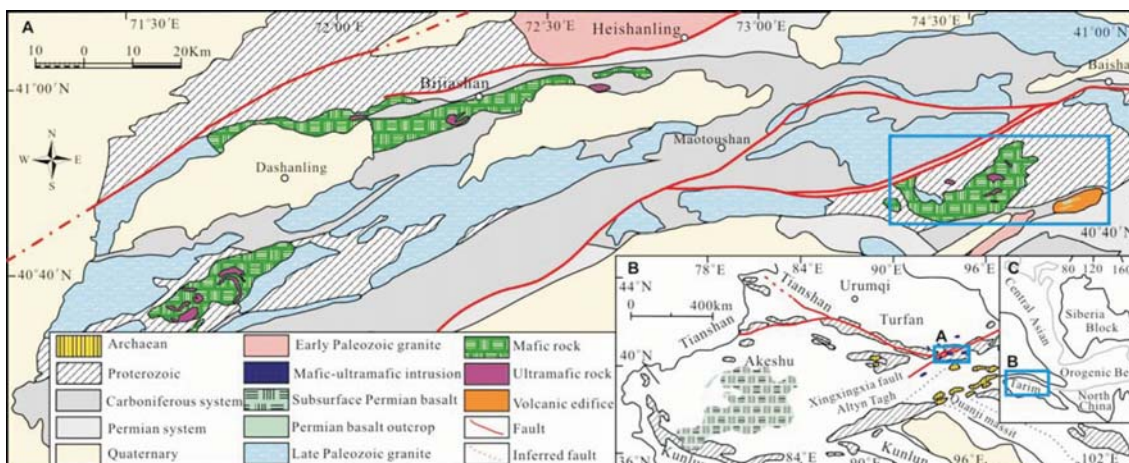 A
71°30′
72°00′
72°30′E
73°00′
74°30′
41°00′N
10 0 10 20Km
Heishanling
Baisha
41°00′N
Bijiashan
N
W E
S
Maotoushan
Dashanling
40°40′N
40°40′N
B
78°E 84°E 90°E 96°E
44°N
0 400km
Tianshan
Urumqi
Turfan
Tianshan
A
40°N
Akeshu
Xingxingxia fault
Altyn Tagh
Quanji massit
36°N
Kunlun
84°E
90°E
Kunlun
96°E
102°E
C
80 120 160
Central Asian
Siberia
Block
B
Orogenic Be
Tarim
North
China
Archaean
Proterozoic
Carboniferous system
Permian system
Quaternary
Early Paleozoic granite
Mafic-ultramafic intrusion
Subsurface Permian basalt
Permian basalt outcrop
Late Paleozoic granite
Mafic rock
Ultramafic rock
Volcanic edifice
Fault
Inferred fault